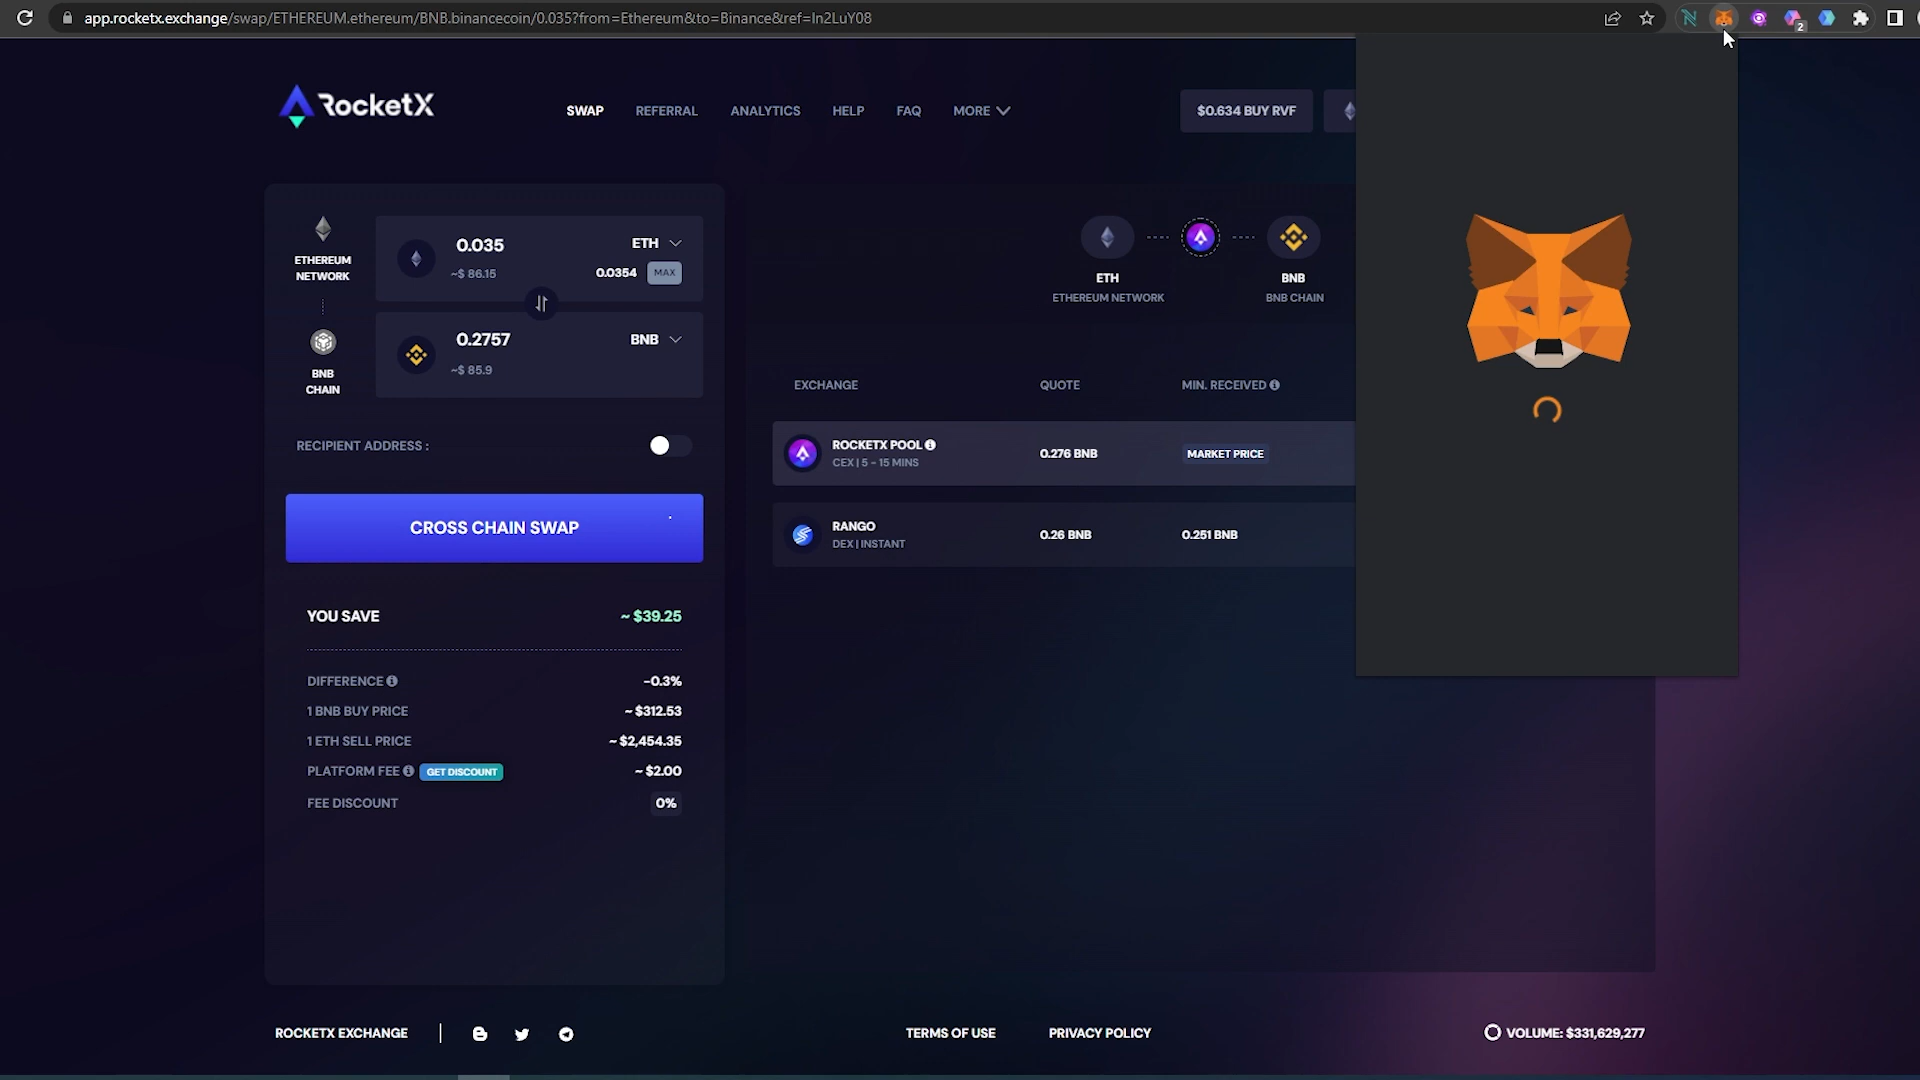 app.rocketx.exchange/swap/ETHEREUM.ethereum/BNB.binancecoin/0.035?from=Ethereum&to=Binance&ref=In2LuY08
2
RocketX
SWAP
REFERRAL
ANALYTICS
HELP
FAQ
MORE
$0.634 BUY RVF
ETHEREUM
NETWORK
0.035
ETH
~$ 86.15
0.0354
MAX
BNB
CHAIN
0.2757
BNB
~$ 85.9
RECIPIENT ADDRESS :
CROSS CHAIN SWAP
YOU SAVE
~ $39.25
DIFFERENCE
-0.3%
1 BNB BUY PRICE
~ $312.53
1 ETH SELL PRICE
~ $2,454.35
PLATFORM FEE
GET DISCOUNT
~ $2.00
FEE DISCOUNT
0%
ETH
ETHEREUM NETWORK
BNB
BNB CHAIN
EXCHANGE
QUOTE
MIN. RECEIVED
ROCKETX POOL
CEX | 5 - 15 MINS
0.276 BNB
MARKET PRICE
RANGO
DEX | INSTANT
0.26 BNB
0.251 BNB
ROCKETX EXCHANGE
TERMS OF USE
PRIVACY POLICY
VOLUME: $331,629,277